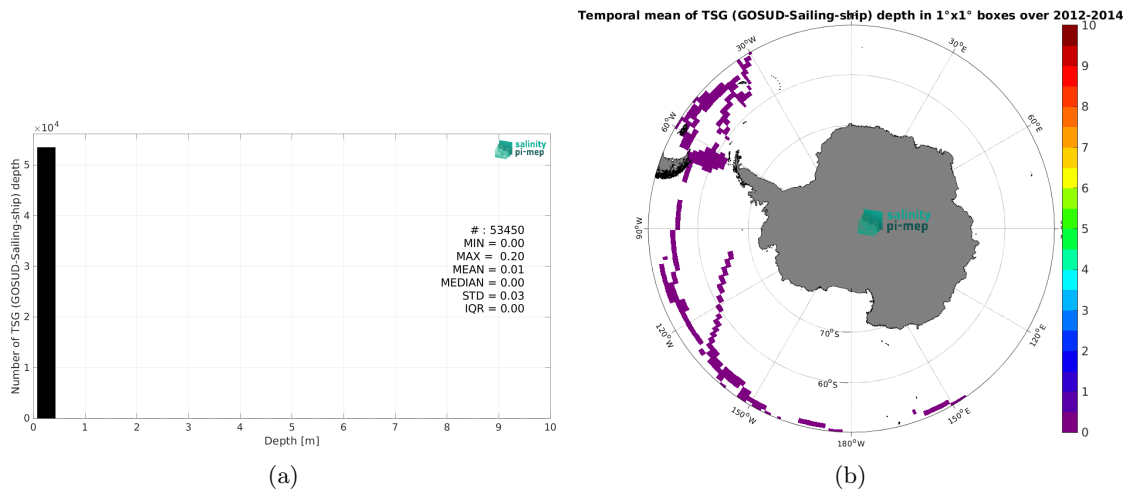 ×10⁴
5
4
3
2
1
0
0 1 2 3 4 5 6 7 8 9 10
Number of TSG (GOSUD-Sailing-ship) depth
Depth [m]
salinity
pi-mep
# : 53450
MIN = 0.00
MAX = 0.20
MEAN = 0.01
MEDIAN = 0.00
STD = 0.03
IQR = 0.00
(a)
Temporal mean of TSG (GOSUD-Sailing-ship) depth in 1°x1° boxes over 2012-2014
30°W
30°E
60°W
60°E
90°W
120°W
120°E
150°W
150°E
180°W
70°S
60°S
salinity
pi-mep
10
9
8
7
6
5
4
3
2
1
0
(b)